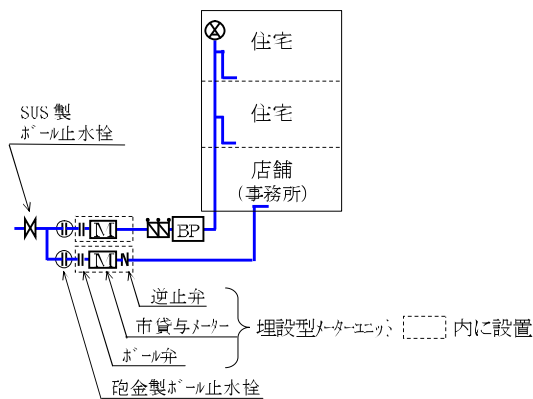 住宅
住宅
店舗
(事務所)
SUS製
ボール止水栓
M
BP
M
逆止弁
市貸与メーター
ボール弁
埋設型メーターユニット
内に設置
砲金製ボール止水栓